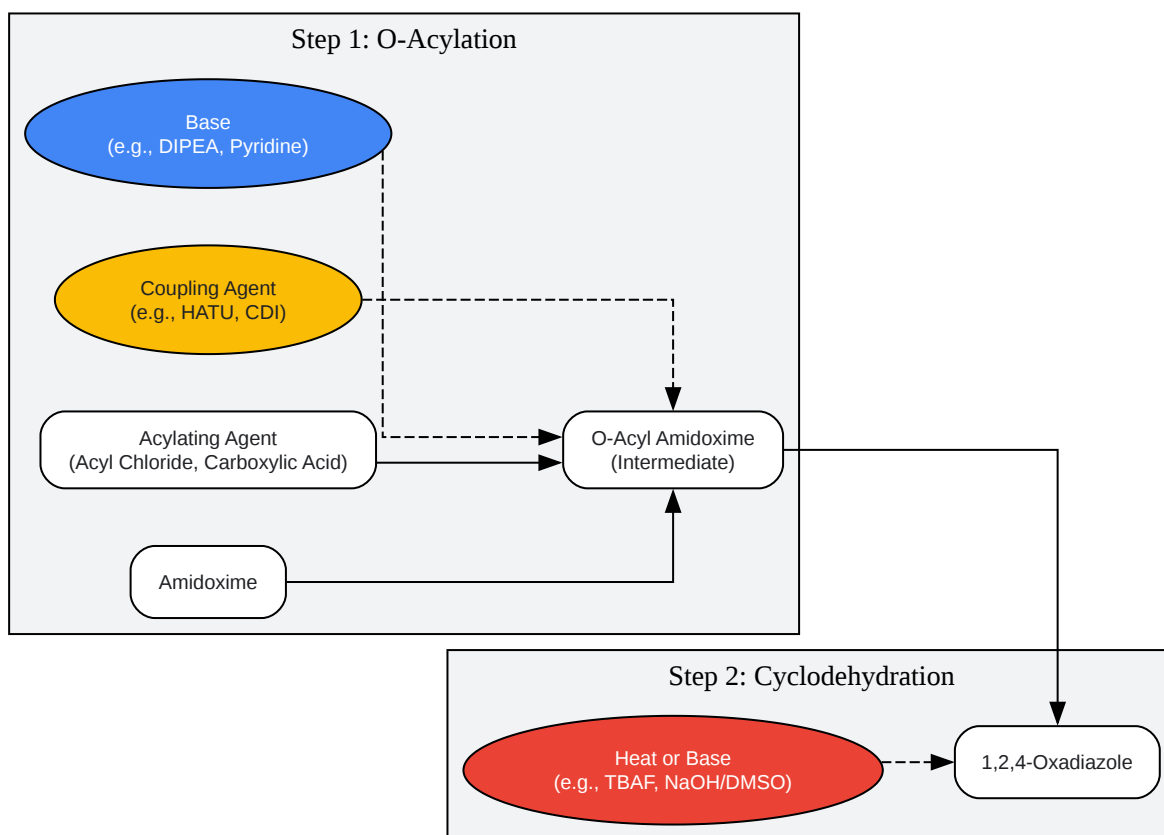 Step 1: O-Acylation
Base
(e.g., DIPEA, Pyridine)
Coupling Agent
(e.g., HATU, CDI)
Acylating Agent
(Acyl Chloride, Carboxylic Acid)
O-Acyl Amidoxime
(Intermediate)
Amidoxime
Step 2: Cyclodehydration
Heat or Base
(e.g., TBAF, NaOH/DMSO)
1,2,4-Oxadiazole